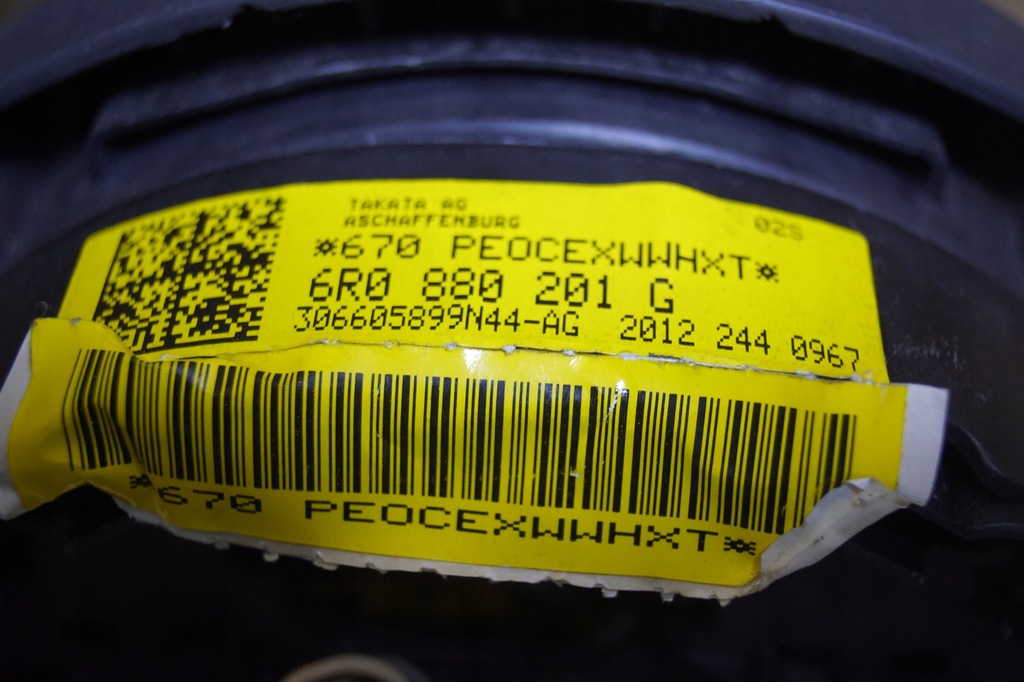 TAKATA AG
ASCHAFFENBURG
02S
*670 PEOCEXWWHXT*
6R0 880 201 G
306605899N44-AG 2012 244 0967
*670 PEOCEXWWHXT*